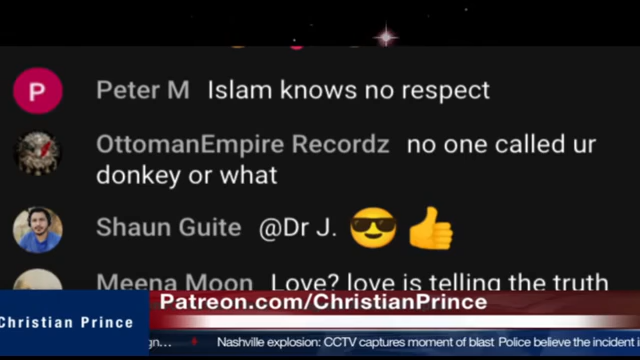 P
Peter M Islam knows no respect
OttomanEmpire Recordz no one called ur
donkey or what
Shaun Guite @Dr J. 😎👍
Meena Moon Love? love is telling the truth
Patreon.com/ChristianPrince
Christian Prince
gn... Nashville explosion: CCTV captures moment of blast Police believe the incident i